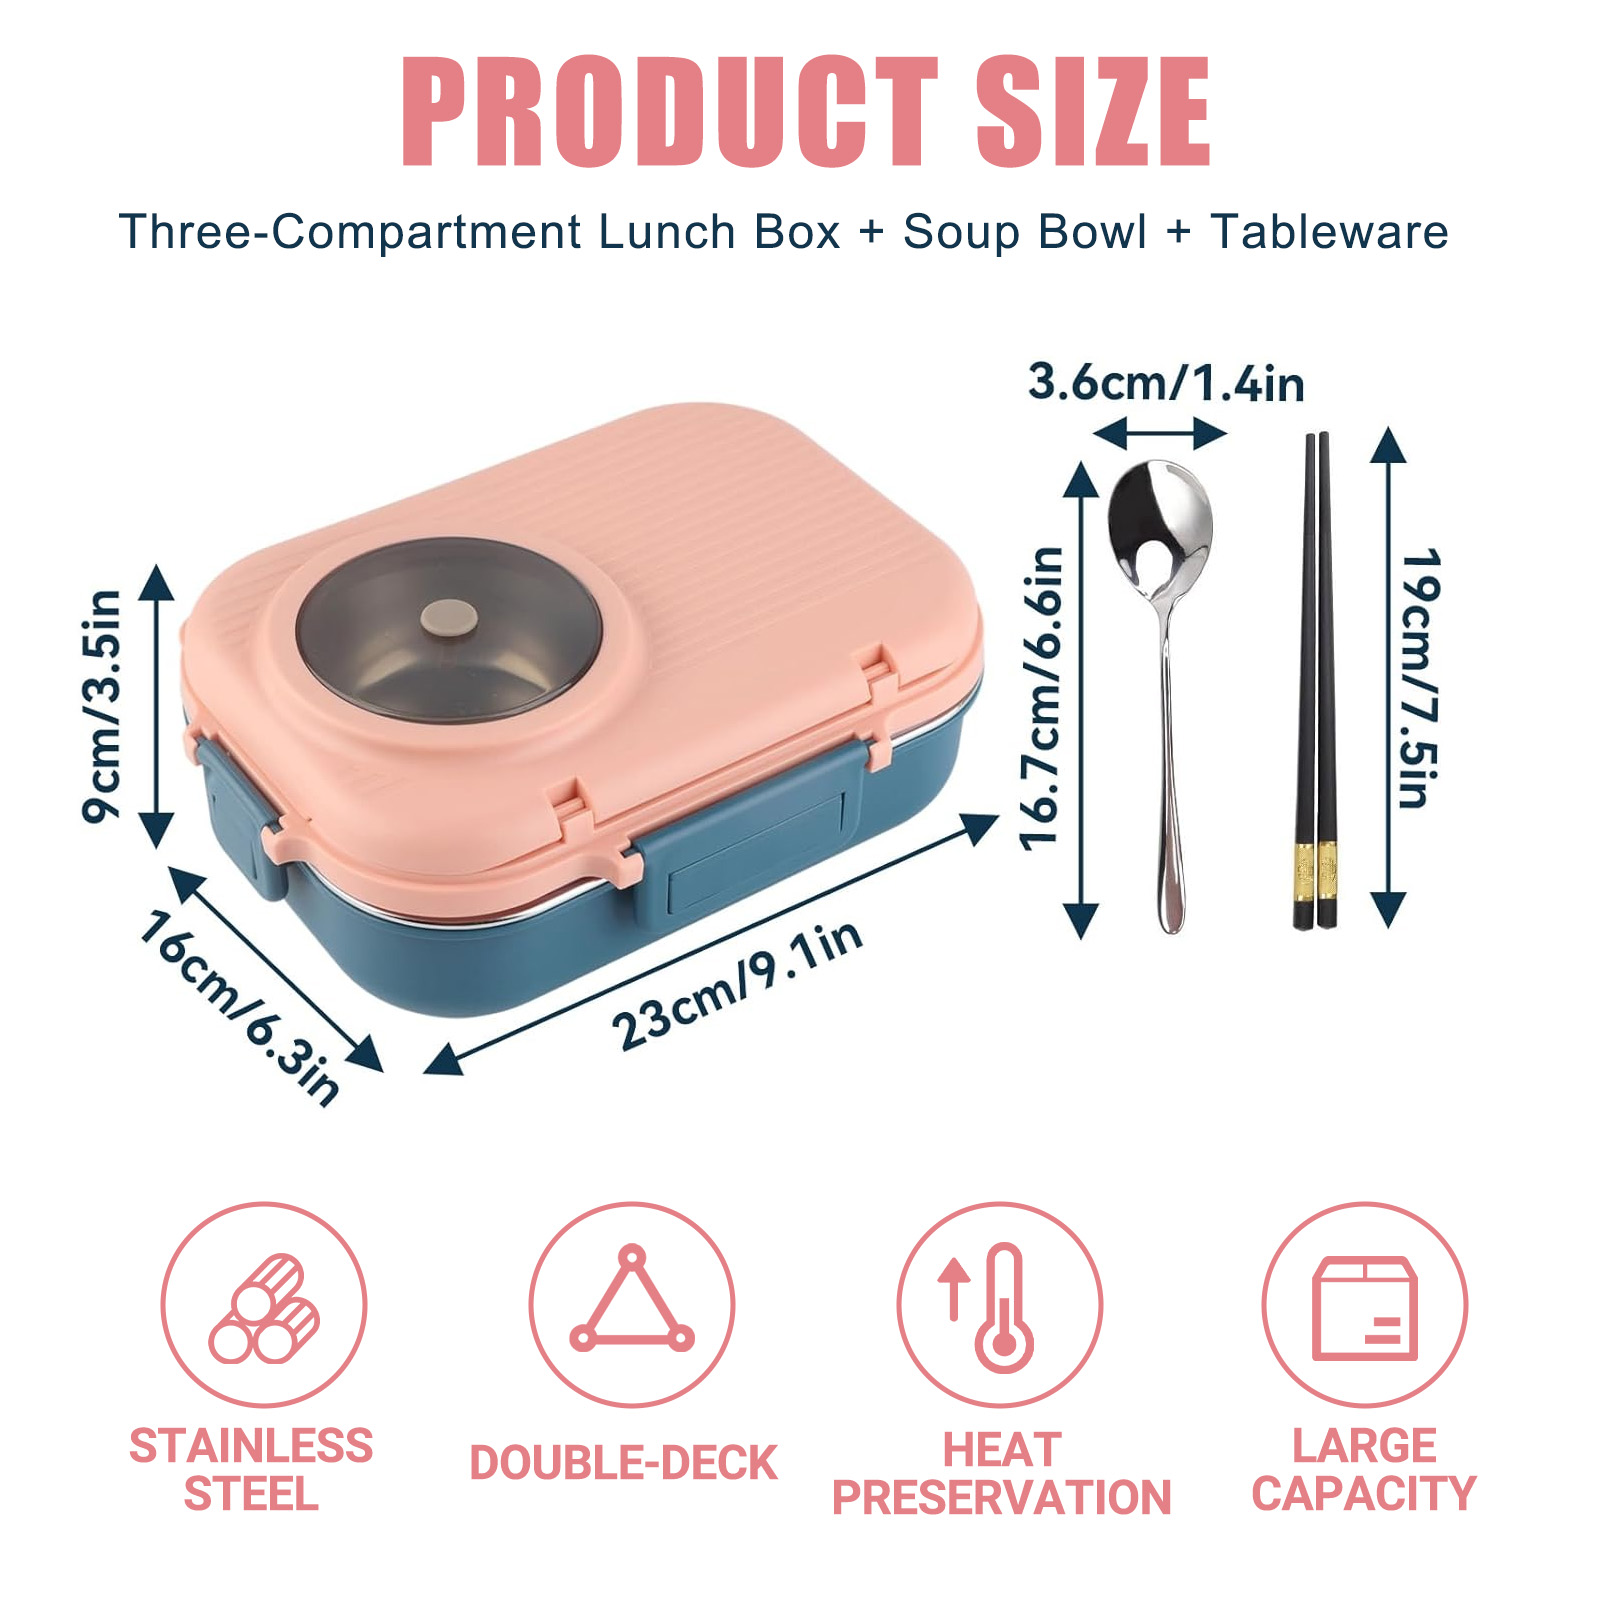 PRODUCT SIZE
Three-Compartment Lunch Box + Soup Bowl + Tableware
3.6cm/1.4in
9cm/3.5in
16.7cm/6.6in
19cm/7.5in
16cm/6.3in
23cm/9.1in
STAINLESS
STEEL
DOUBLE-DECK
HEAT
PRESERVATION
LARGE
CAPACITY